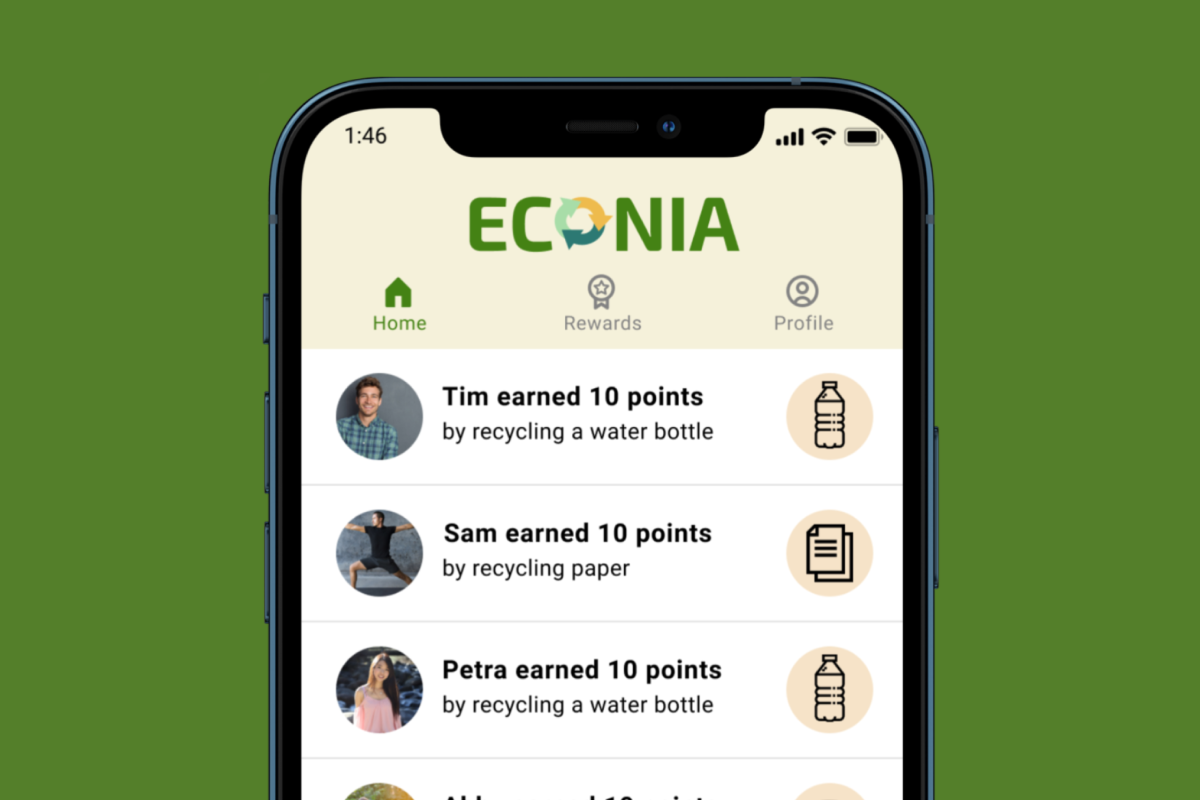 1:46
ECONIA
Home Rewards Profile
Tim earned 10 points
by recycling a water bottle
Sam earned 10 points
by recycling paper
Petra earned 10 points
by recycling a water bottle